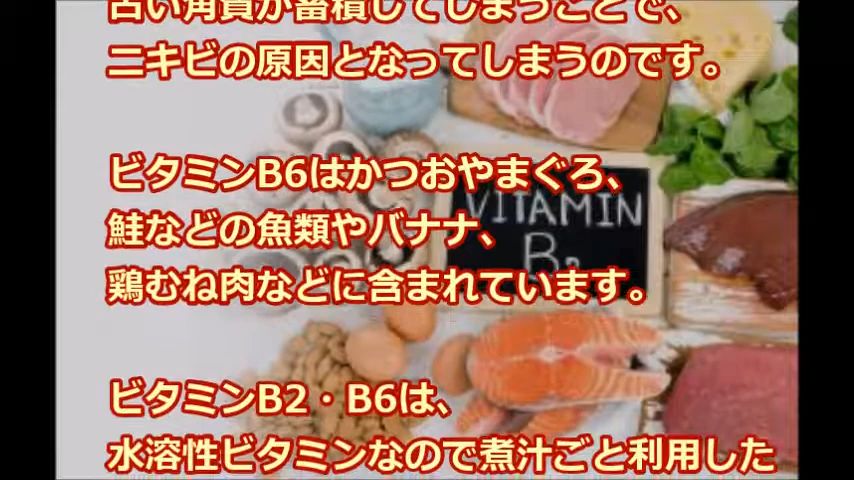 古い角質が蓄積してしまうことで、
ニキビの原因となってしまうのです。
ビタミンB6はかつおやまぐろ、
鮭などの魚類やバナナ、
鶏むね肉などに含まれています。
VITAMIN
B₂
ビタミンB2・B6は、
水溶性ビタミンなので煮汁ごと利用した